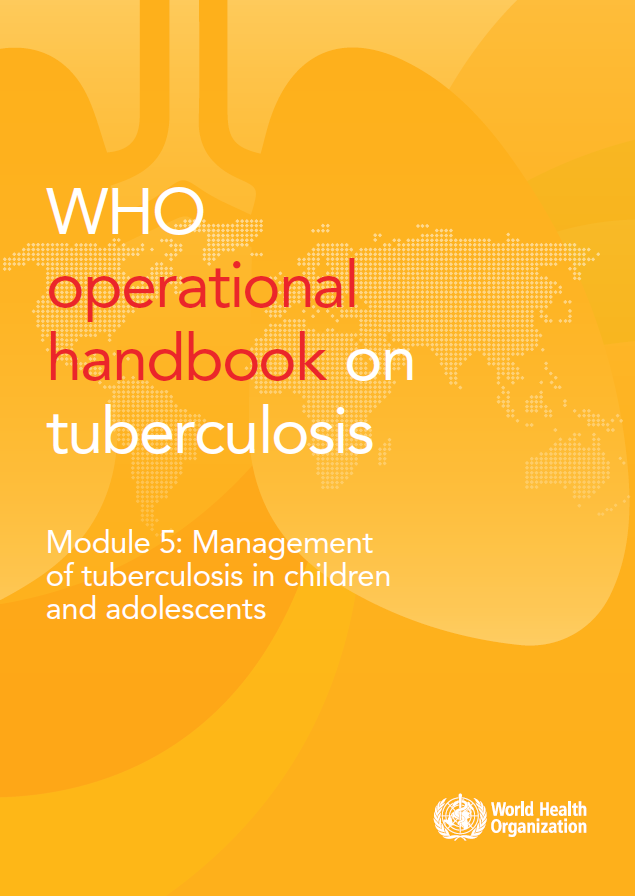 WHO
operational
handbook on
tuberculosis
Module 5: Management
of tuberculosis in children
and adolescents
World Health
Organization